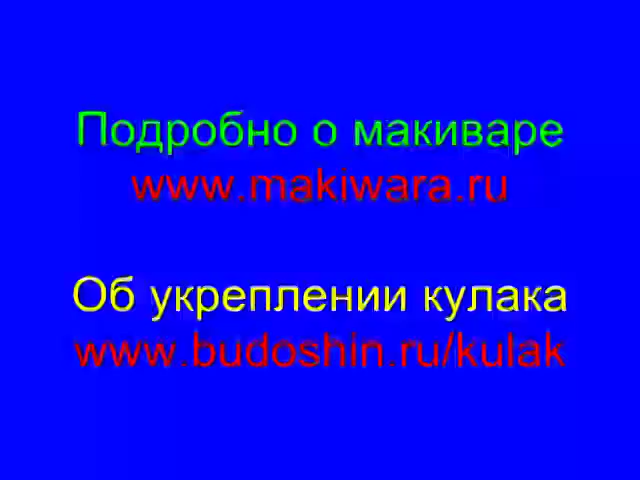 Подробно о макиваре
www.makiwara.ru
Об укреплении кулака
www.budoshin.ru/kulak